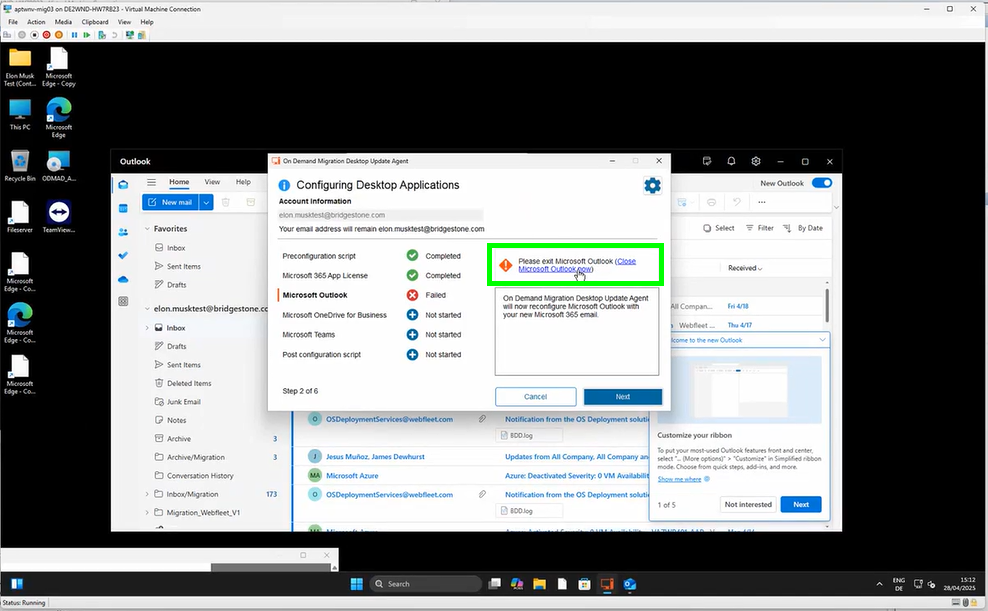 aptwnv-mig03 on DE2WND-HW7RB23 - Virtual Machine Connection
File Action Media Clipboard View Help
Elon Musk
Test (Cont...
Microsoft
Edge - Copy
This PC
Microsoft
Edge
Recycle Bin
ODMAD_A...
Fileserver
TeamView...
Microsoft
Edge - Co...
Microsoft
Edge - Co...
Microsoft
Edge - Co...
Outlook
Home View Help
New Outlook
New mail
Select
Filter
By Date
Favorites
Inbox
Sent Items
Drafts
elon.musktest@bridgestone.co
Inbox
Drafts
Sent Items
Deleted Items
Junk Email
Notes
Archive 3
Archive/Migration 3
Conversation History
Inbox/Migration 173
Migration_Webfleet_V1
On Demand Migration Desktop Update Agent
Configuring Desktop Applications
Account Information
elon.musktest@bridgestone.com
Your email address will remain elon.musktest@bridgestone.com
Preconfiguration script Completed
Microsoft 365 App License Completed
Microsoft Outlook Failed
Microsoft OneDrive for Business Not started
Microsoft Teams Not started
Post configuration script Not started
Step 2 of 6
Please exit Microsoft Outlook (Close
Microsoft Outlook now)
On Demand Migration Desktop Update Agent
will now reconfigure Microsoft Outlook with
your new Microsoft 365 email.
Cancel
Next
Received
All Company... Fri 4/18
Webfleet ... Thu 4/17
lcome to the new Outlook
Customize your ribbon
To put your most-used Outlook features front and center,
select "... (More options)" > "Customize" in Simplified ribbon
mode. Choose from quick steps, add-ins, and more.
Show me where
1 of 5
Not interested
Next
O OSDeploymentServices@webfleet.com Notification from the OS Deployment soluti
BDD.log
J Jesus Muñoz, James Dewhurst Updates from All Company, All Company an
MA Microsoft Azure Azure: Deactivated Severity: 0 VM Availabili
O OSDeploymentServices@webfleet.com Notification from the OS Deployment soluti
BDD.log
Search
ENG
DE
15:12
28/04/2025
Status: Running